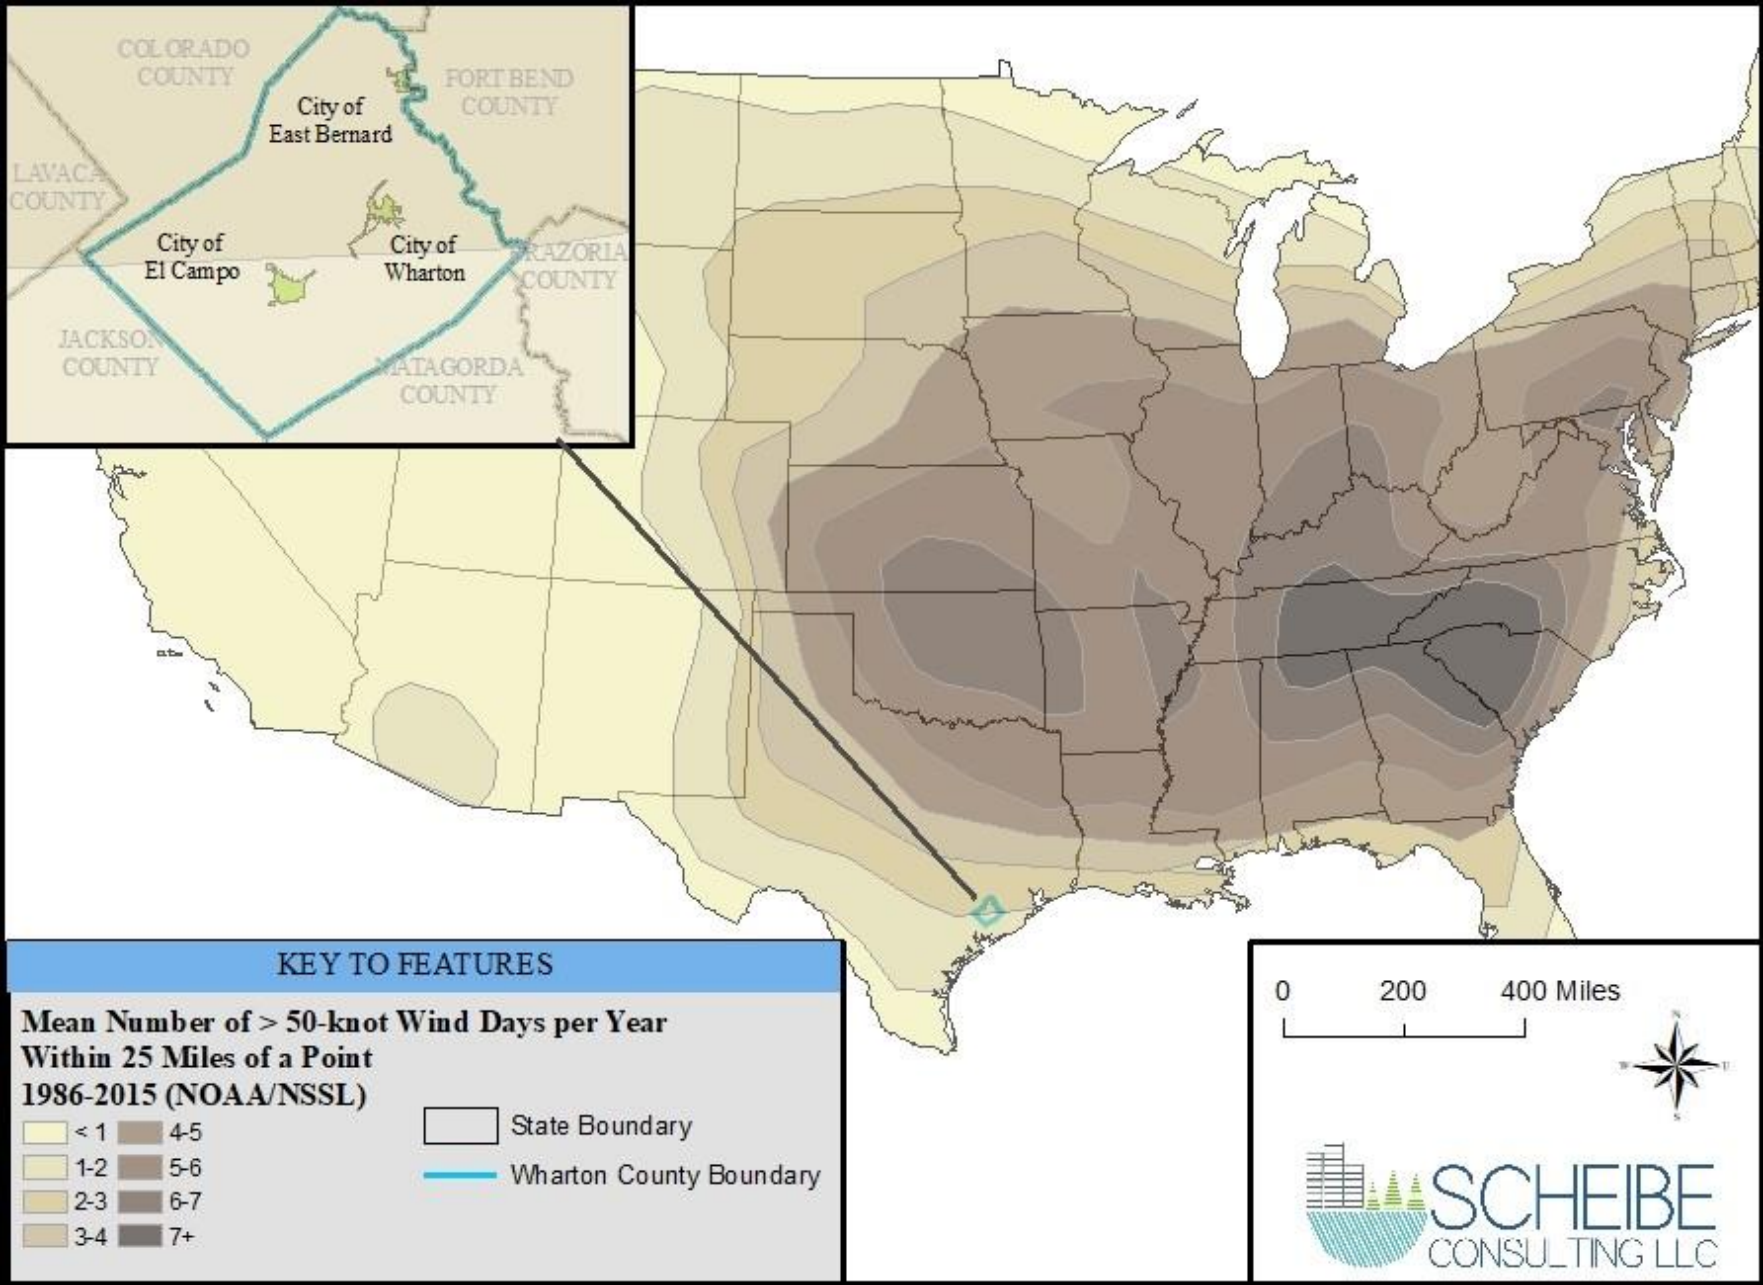 COLORADO
COUNTY
FORT BEND
COUNTY
City of
East Bernard
LAVACA
COUNTY
City of
El Campo
City of
Wharton
BRAZORIA
COUNTY
JACKSON
COUNTY
MATAGORDA
COUNTY
KEY TO FEATURES
Mean Number of > 50-knot Wind Days per Year
Within 25 Miles of a Point
1986-2015 (NOAA/NSSL)
< 1
4-5
1-2
5-6
2-3
6-7
3-4
7+
State Boundary
Wharton County Boundary
0 200 400 Miles
N
W
S
SCHEIBE
CONSULTING LLC